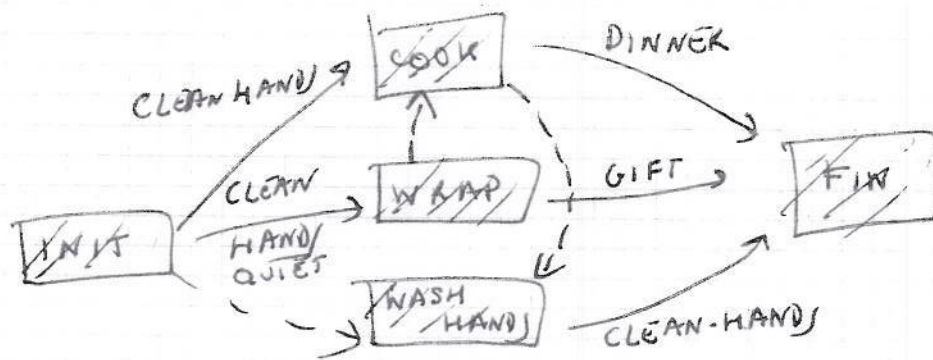 COOK
DINNER
CLEAN HANDS
CLEAN
HANDS
QUIET
WRAP
GIFT
FIN
INIT
WASH
HANDS
CLEAN-HANDS